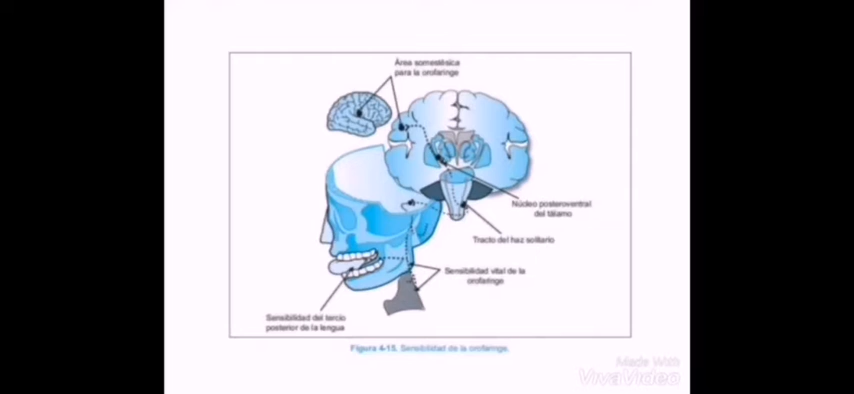 Área somestésica
para la orofaringe
Núcleo posteroventral
del tálamo
Tracto del haz solitario
Sensibilidad vital de la
orofaringe
Sensibilidad del tercio
posterior de la lengua
Figura 4-15. Sensibilidad de la orofaringe.
Made With
VivaVideo